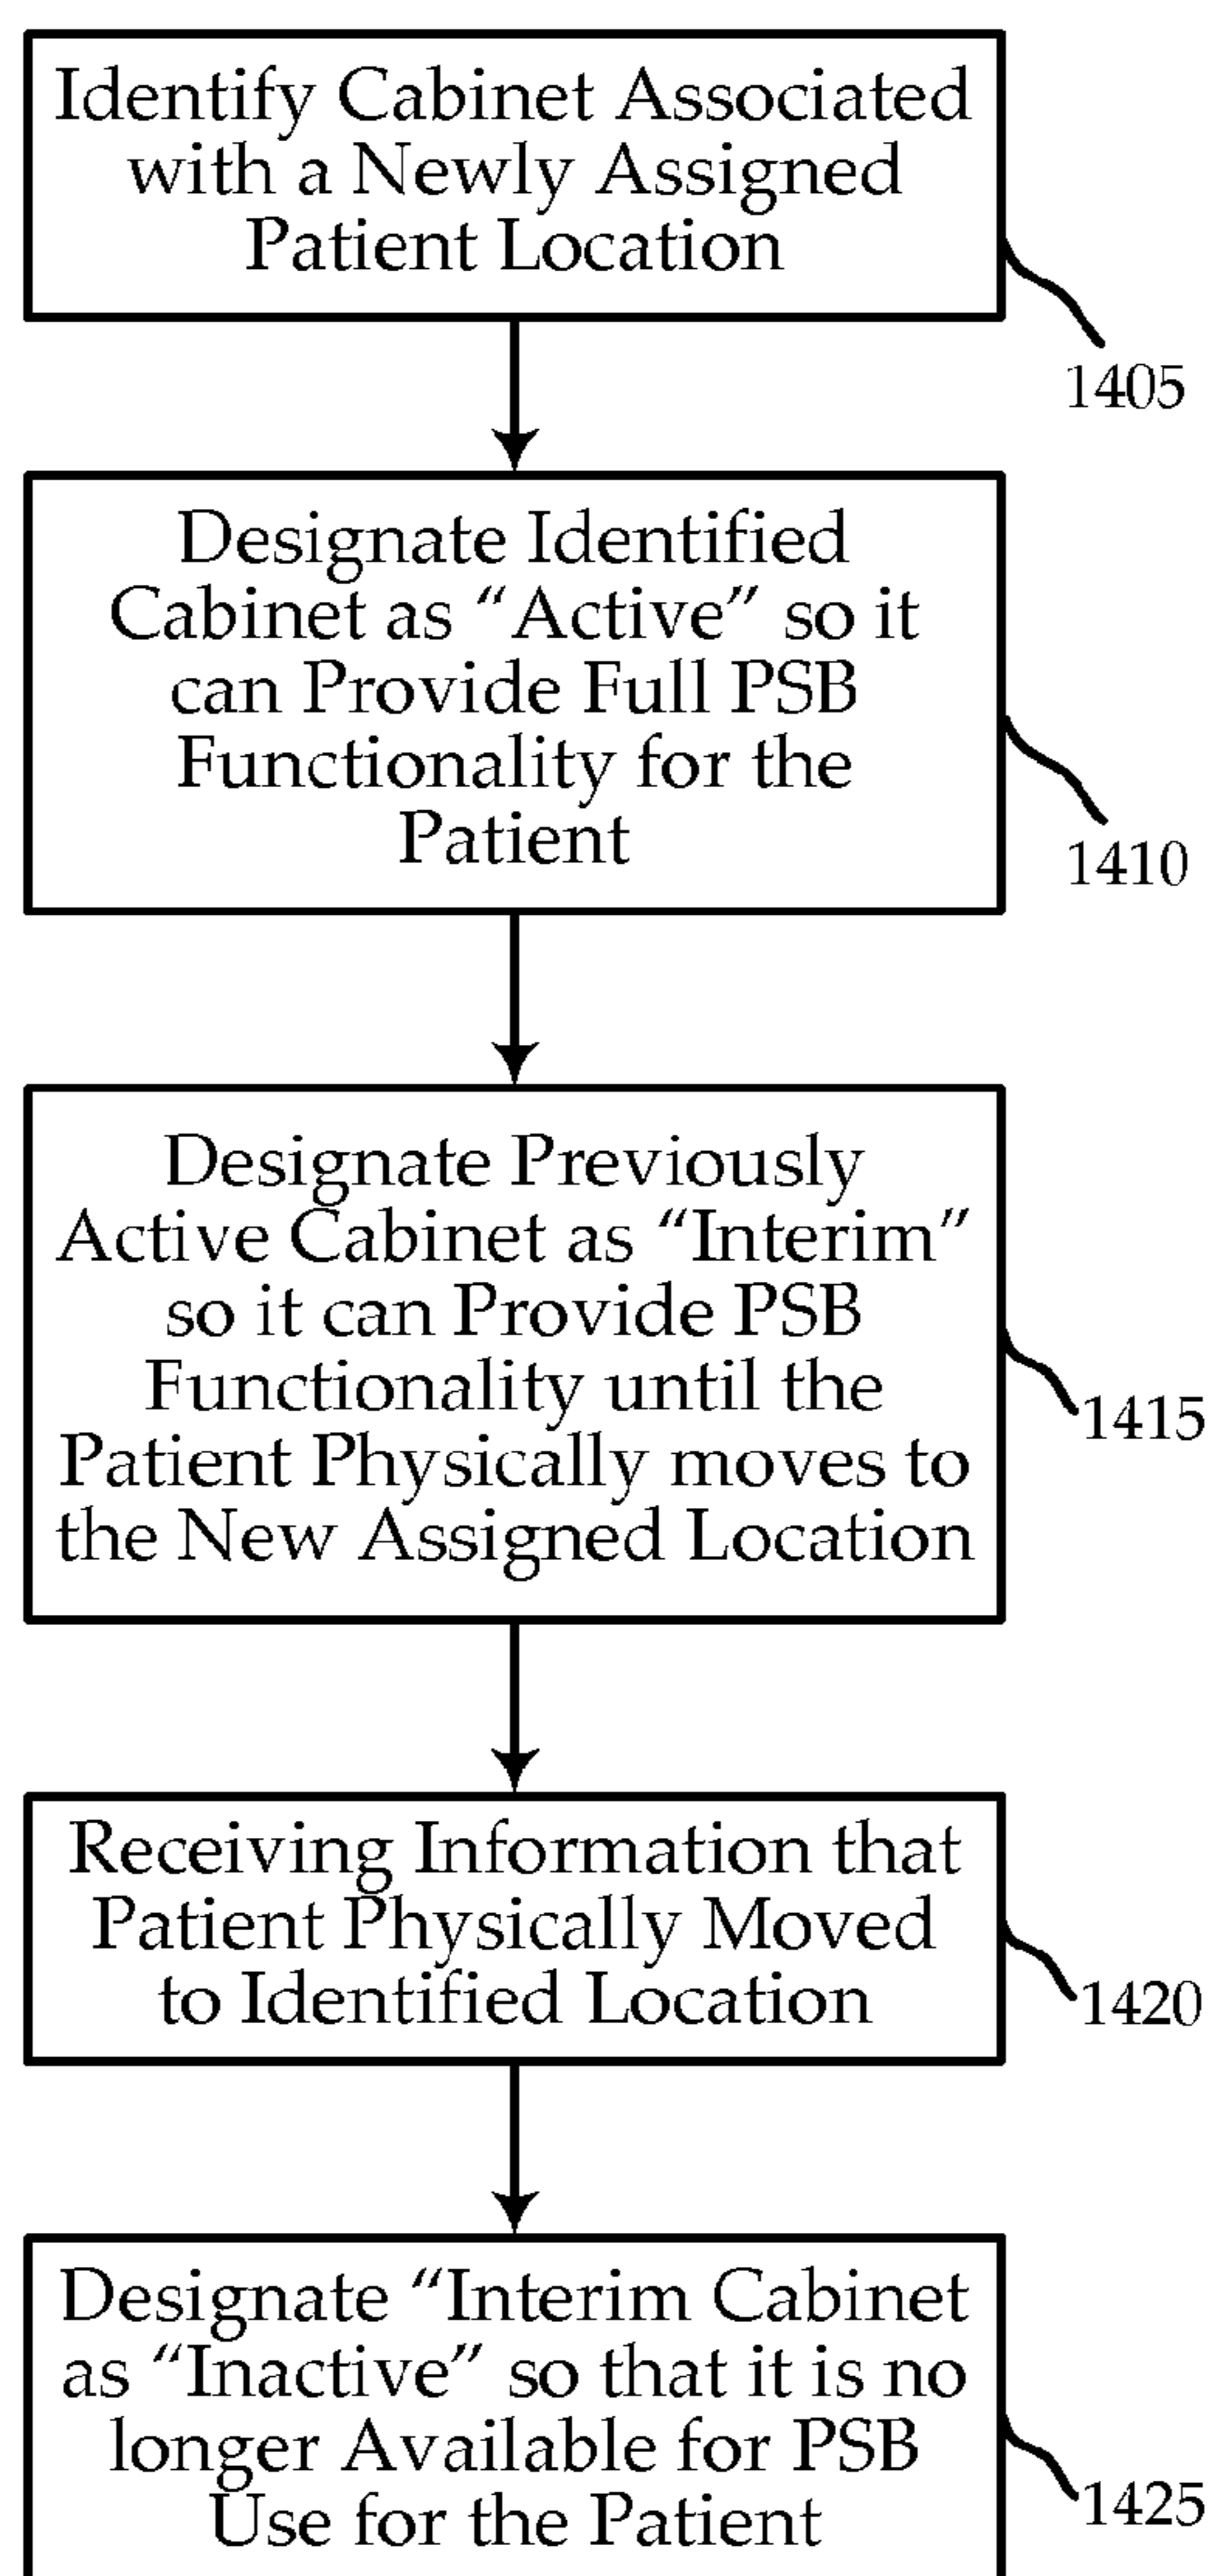 Identify Cabinet Associated
with a Newly Assigned
Patient Location
1405
Designate Identified
Cabinet as “Active” so it
can Provide Full PSB
Functionality for the
Patient
1410
Designate Previously
Active Cabinet as “Interim”
so it can Provide PSB
Functionality until the
Patient Physically moves to
the New Assigned Location
1415
Receiving Information that
Patient Physically Moved
to Identified Location
1420
Designate “Interim Cabinet
as “Inactive” so that it is no
longer Available for PSB
Use for the Patient
1425